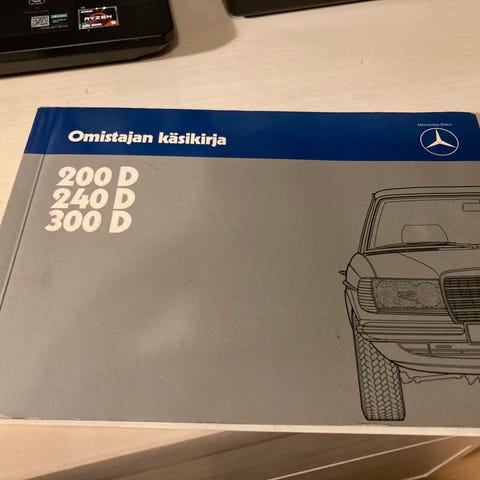 RYZEN
Omistajan käsikirja
Mercedes-Benz
200 D
240 D
300 D